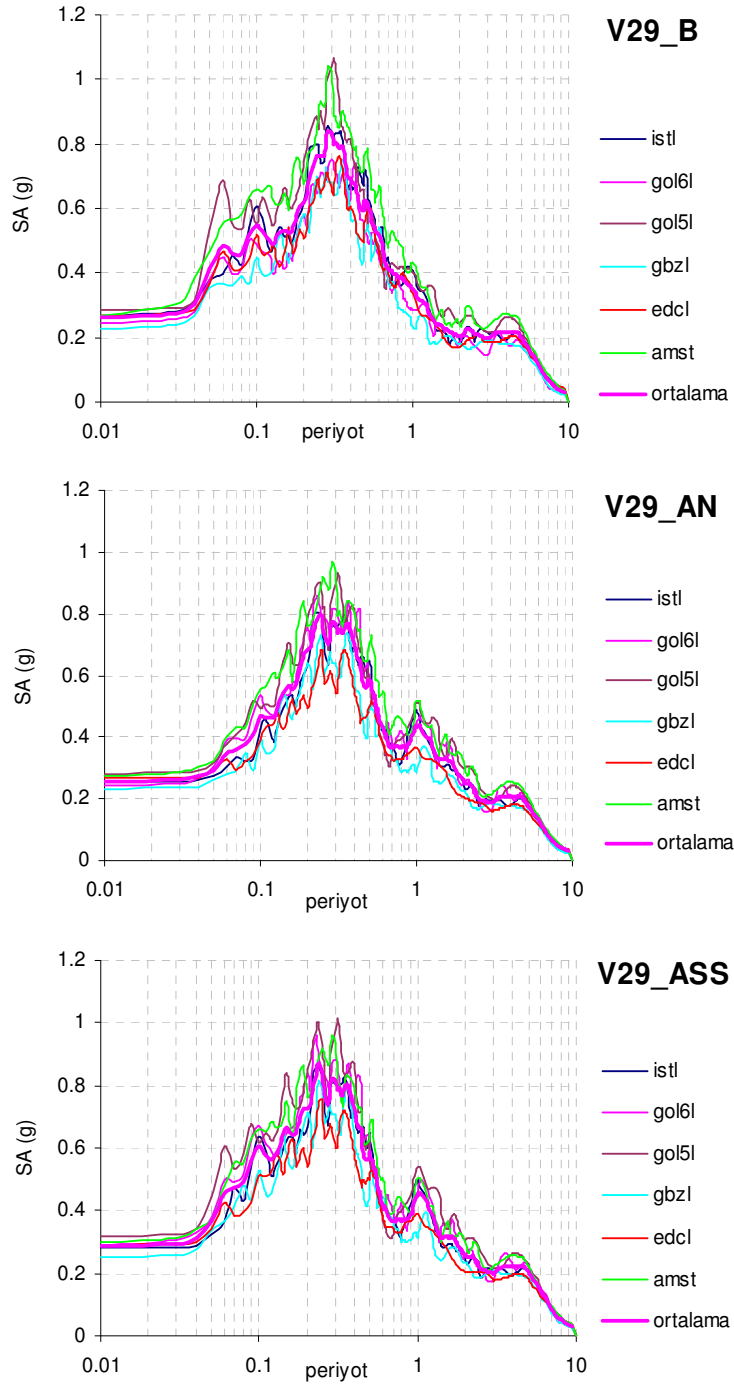 V29_B
1.2
1
0.8
0.6
0.4
0.2
0
SA (g)
0.01
0.1
1
10
periyot
istl
gol6l
gol5l
gbzl
edcl
amst
ortalama
V29_AN
1.2
1
0.8
0.6
0.4
0.2
0
SA (g)
0.01
0.1
1
10
periyot
istl
gol6l
gol5l
gbzl
edcl
amst
ortalama
V29_ASS
1.2
1
0.8
0.6
0.4
0.2
0
SA (g)
0.01
0.1
1
10
periyot
istl
gol6l
gol5l
gbzl
edcl
amst
ortalama